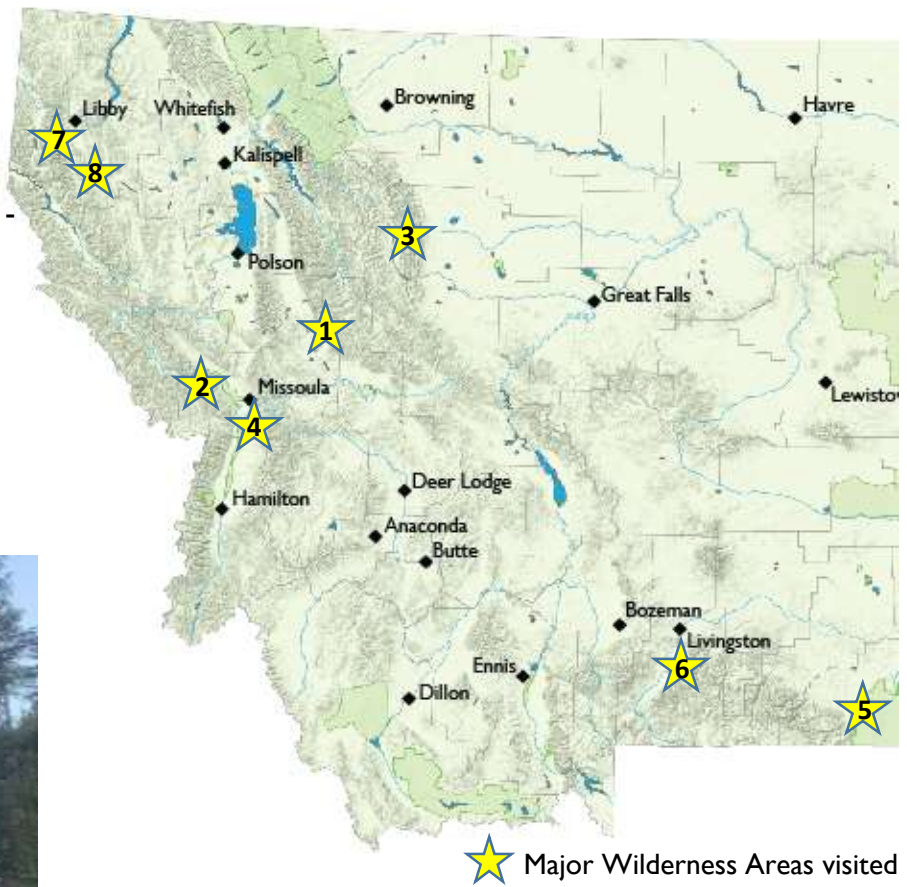 Libby
Whitefish
Browning
Havre
7
Kalispell
8
-
3
Polson
Great Falls
1
2
Missoula
Lewistov
4
Deer Lodge
Hamilton
Anaconda
Butte
Bozeman
Livingston
Ennis
6
Dillon
5
Major Wilderness Areas visited